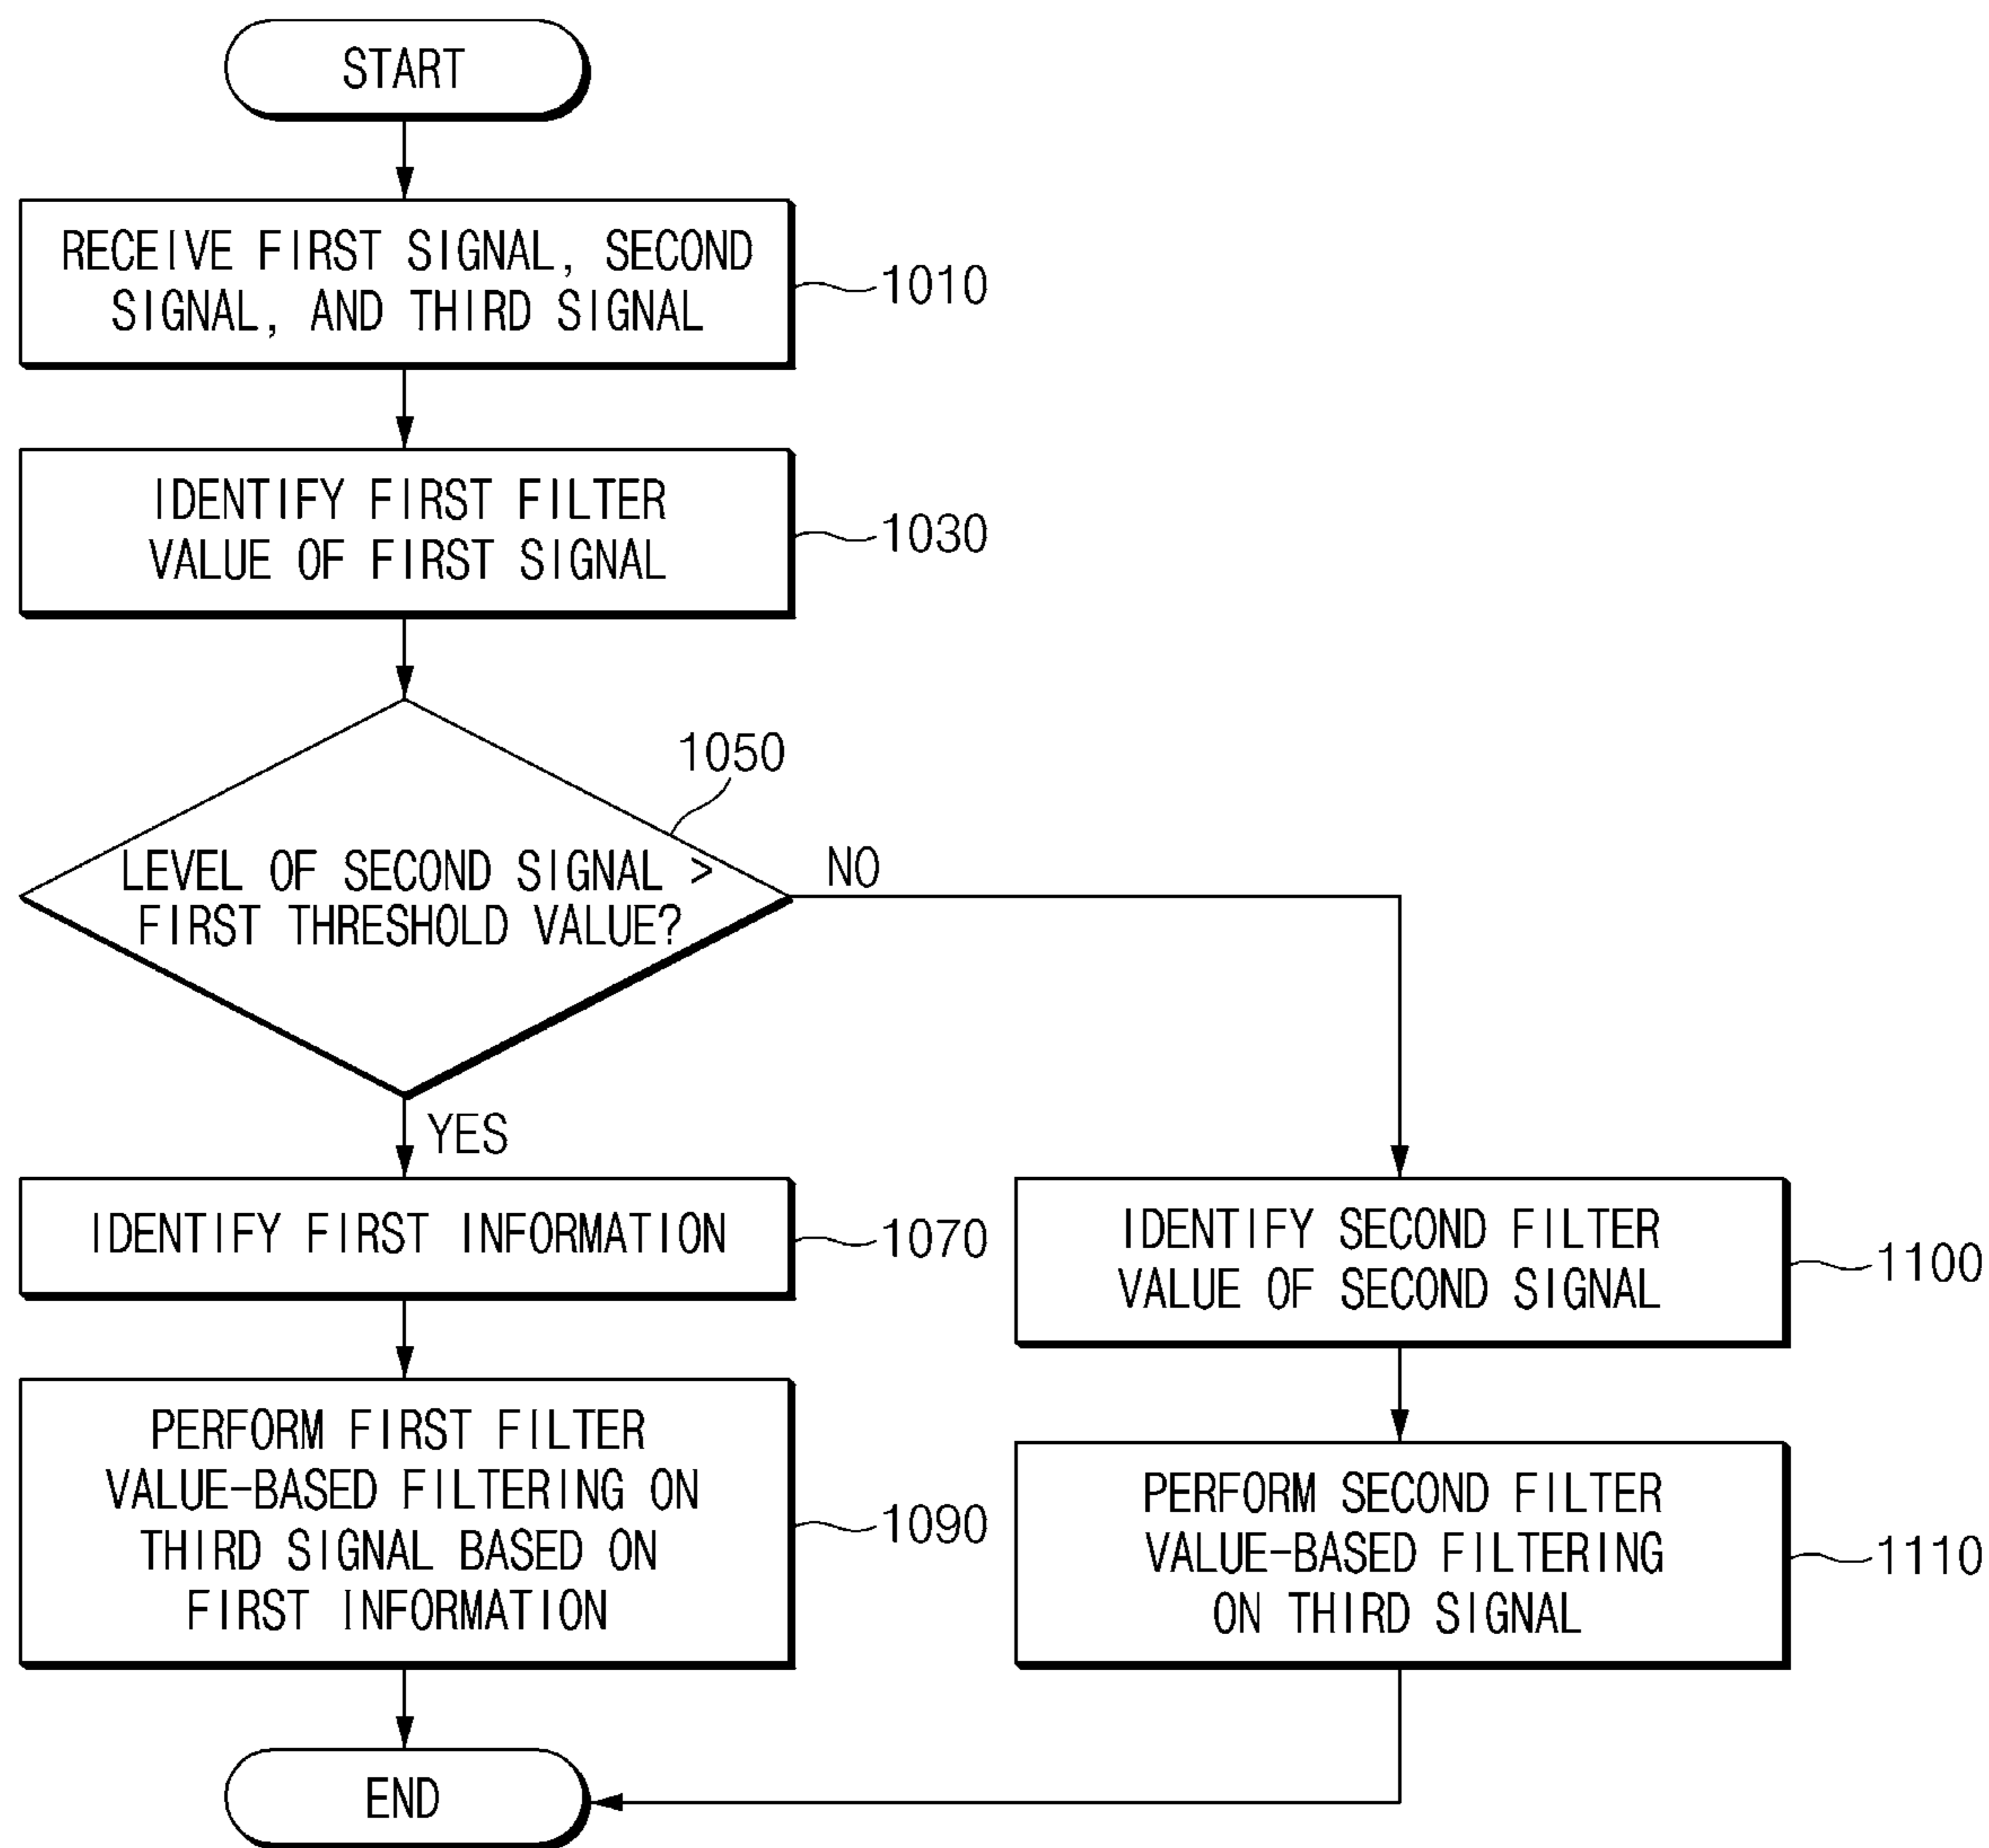 START
RECEIVE FIRST SIGNAL, SECOND
SIGNAL, AND THIRD SIGNAL
1010
IDENTIFY FIRST FILTER
VALUE OF FIRST SIGNAL
1030
1050
LEVEL OF SECOND SIGNAL >
FIRST THRESHOLD VALUE?
NO
YES
IDENTIFY FIRST INFORMATION
1070
PERFORM FIRST FILTER
VALUE-BASED FILTERING ON
THIRD SIGNAL BASED ON
FIRST INFORMATION
1090
IDENTIFY SECOND FILTER
VALUE OF SECOND SIGNAL
1100
PERFORM SECOND FILTER
VALUE-BASED FILTERING
ON THIRD SIGNAL
1110
END